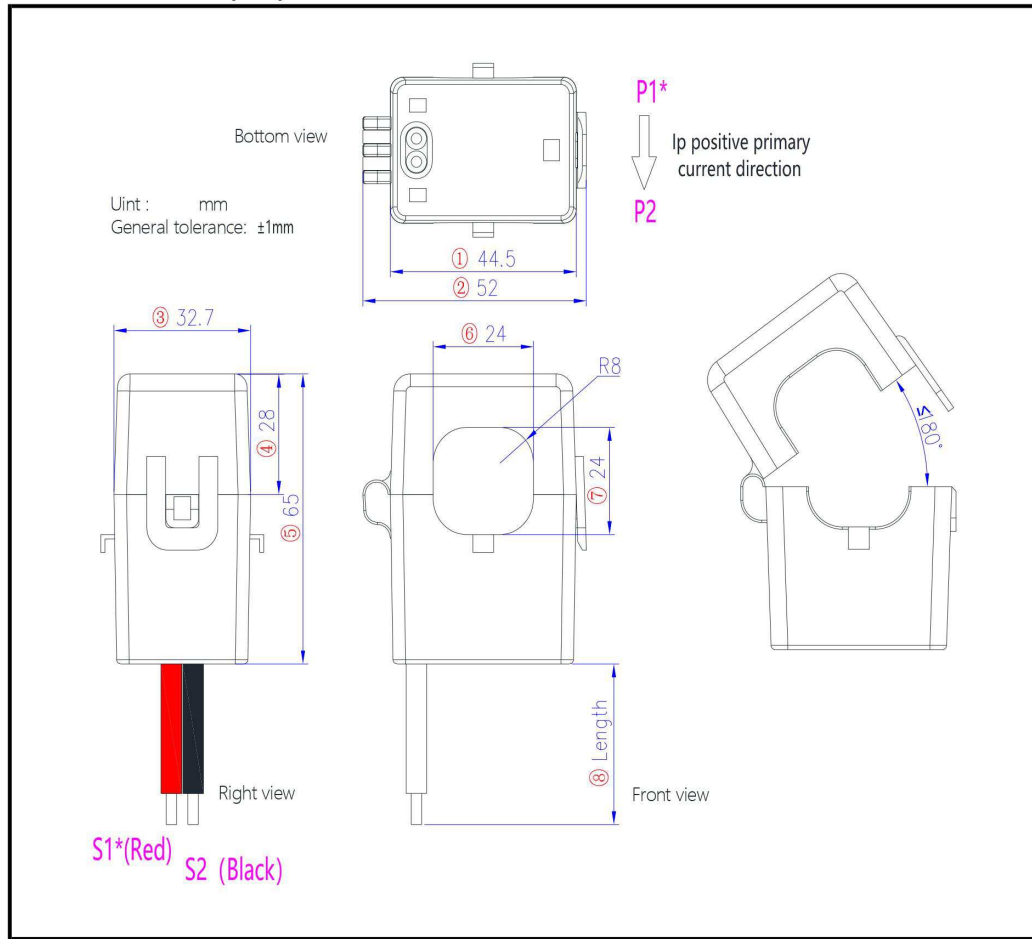 Bottom view
P1*
Ip positive primary
current direction
P2
Uint : mm
General tolerance: ±1mm
① 44.5
② 52
③ 32.7
⑥ 24
R8
④ 28
⑤ 65
⑦ 24
≤180°
⑧ Length
Right view
Front view
S1*(Red)
S2 (Black)